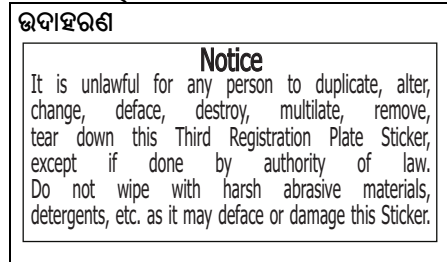 ଉଦାହରଣ
Notice
It is unlawful for any person to duplicate, alter,
change, deface, destroy, multilate, remove,
tear down this Third Registration Plate Sticker,
except if done by authority of law.
Do not wipe with harsh abrasive materials,
detergents, etc. as it may deface or damage this Sticker.